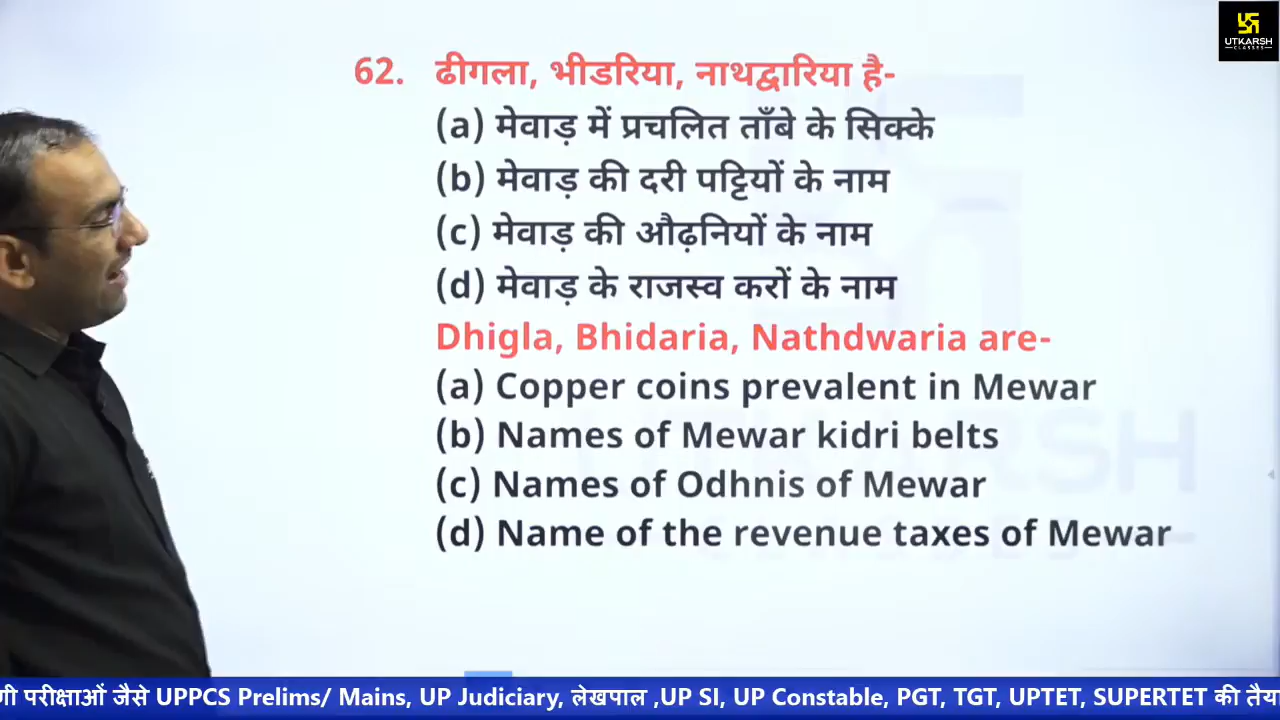 UTKARSH
CLASSES
62. ढीगला, भीडरिया, नाथद्वारिया है-
(a) मेवाड़ में प्रचलित ताँबे के सिक्के
(b) मेवाड़ की दरी पट्टियों के नाम
(c) मेवाड़ की औढ़नियों के नाम
(d) मेवाड़ के राजस्व करों के नाम
Dhigla, Bhidaria, Nathdwaria are-
(a) Copper coins prevalent in Mewar
(b) Names of Mewar kidri belts
(c) Names of Odhnis of Mewar
(d) Name of the revenue taxes of Mewar
परीक्षाओं जैसे UPPCS Prelims/ Mains, UP Judiciary, लेखपाल ,UP SI, UP Constable, PGT, TGT, UPTET, SUPERTET की